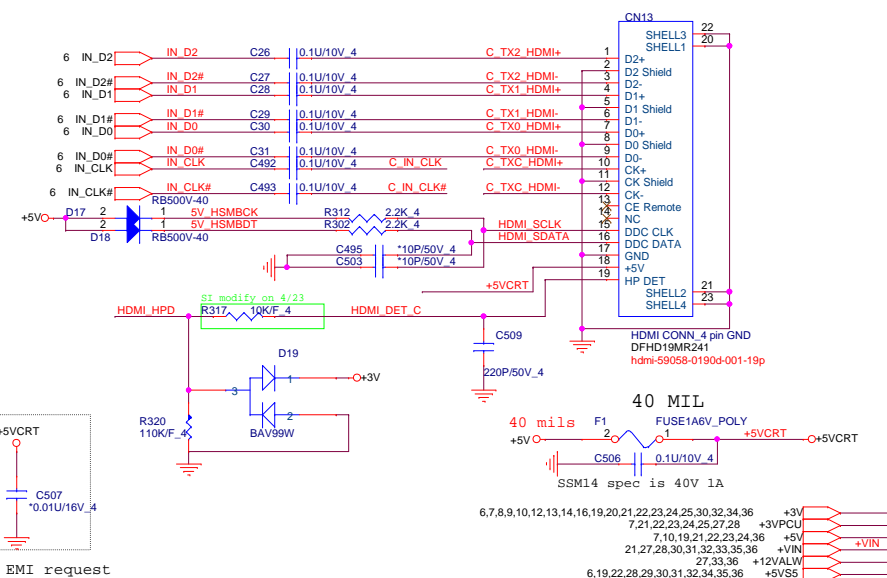 CN13
SHELL3 22
SHELL1 20
6 IN_D2 IN_D2 C26 0.1U/10V_4 C_TX2_HDMI+ 1 D2+
2 D2 Shield
6 IN_D2# IN_D2# C27 0.1U/10V_4 C_TX2_HDMI- 3 D2-
6 IN_D1 IN_D1 C28 0.1U/10V_4 C_TX1_HDMI+ 4 D1+
5 D1 Shield
6 IN_D1# IN_D1# C29 0.1U/10V_4 C_TX1_HDMI- 6 D1-
6 IN_D0 IN_D0 C30 0.1U/10V_4 C_TX0_HDMI+ 7 D0+
8 D0 Shield
6 IN_D0# IN_D0# C31 0.1U/10V_4 C_TX0_HDMI- 9 D0-
6 IN_CLK IN_CLK C492 0.1U/10V_4 C_IN_CLK C_TXC_HDMI+ 10 CK+
11 CK Shield
6 IN_CLK# IN_CLK# C493 0.1U/10V_4 C_IN_CLK# C_TXC_HDMI- 12 CK-
RB500V-40
13 CE Remote
14 NC
+5V D17 2 1 5V_HSMBCK R312 2.2K_4 HDMI_SCLK 15 DDC CLK
D18 2 1 5V_HSMBDT R302 2.2K_4 HDMI_SDATA 16 DDC DATA
RB500V-40
C495 *10P/50V_4 17 GND
C503 *10P/50V_4 18 +5V
+5VCRT 19 HP DET
SHELL2 21
SHELL4 23
SI modify on 4/23
HDMI_HPD R317 10K/F_4 HDMI_DET_C
HDMI CONN_4 pin GND
DFHD19MR241
hdmi-59058-0190d-001-19p
C509
220P/50V_4
D19
3 1 +3V
2
BAV99W
R320
110K/F_4
40 MIL
40 mils F1 FUSE1A6V_POLY
+5V 2 1 +5VCRT +5VCRT
C506 0.1U/10V_4
SSM14 spec is 40V 1A
+5VCRT
C507
*0.01U/16V_4
EMI request
6,7,8,9,10,12,13,14,16,19,20,21,22,23,24,25,30,32,34,36 +3V
7,21,22,23,24,25,27,28 +3VPCU
7,10,19,21,22,23,24,36 +5V
21,27,28,30,31,32,33,35,36 +VIN +VIN
27,33,36 +12VALW
6,19,22,28,29,30,31,32,34,35,36 +5VS5